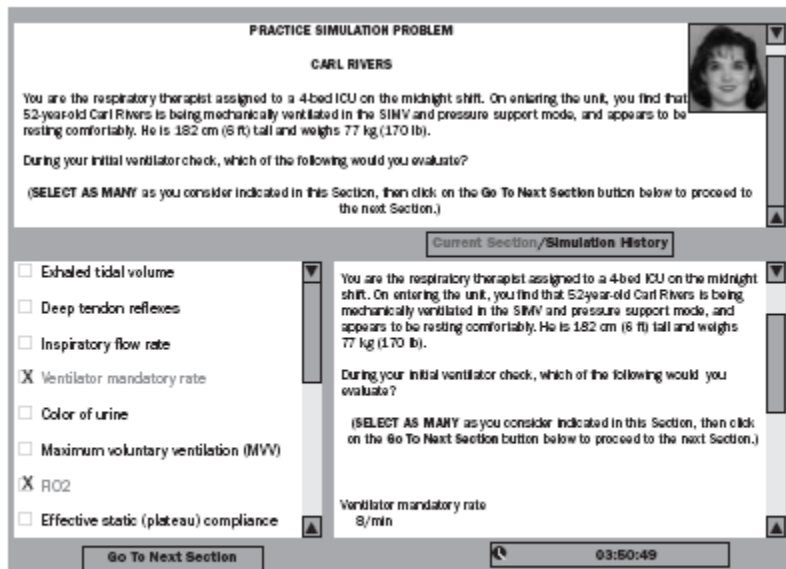 PRACTICE SIMULATION PROBLEM
CARL RIVERS
You are the respiratory therapist assigned to a 4-bed ICU on the midnight shift. On entering the unit, you find that
52-year-old Carl Rivers is being mechanically ventilated in the SIMV and pressure support mode, and appears to be
resting comfortably. He is 182 cm (6 ft) tall and weighs 77 kg (170 lb).
During your initial ventilator check, which of the following would you evaluate?
(SELECT AS MANY as you consider indicated in this Section, then click on the Go To Next Section button below to proceed to
the next Section.)
Current Section/Simulation History
Exhaled tidal volume
Deep tendon reflexes
Inspiratory flow rate
X Ventilator mandatory rate
Color of urine
Maximum voluntary ventilation (MVV)
X FIO2
Effective static (plateau) compliance
Go To Next Section
You are the respiratory therapist assigned to a 4-bed ICU on the midnight
shift. On entering the unit, you find that 52-year-old Carl Rivers is being
mechanically ventilated in the SIMV and pressure support mode, and
appears to be resting comfortably. He is 182 cm (6 ft) tall and weighs
77 kg (170 lb).
During your initial ventilator check, which of the following would you
evaluate?
(SELECT AS MANY as you consider indicated in this Section, then click
on the Go To Next Section button below to proceed to the next Section.)
Ventilator mandatory rate
8/min
03:50:49